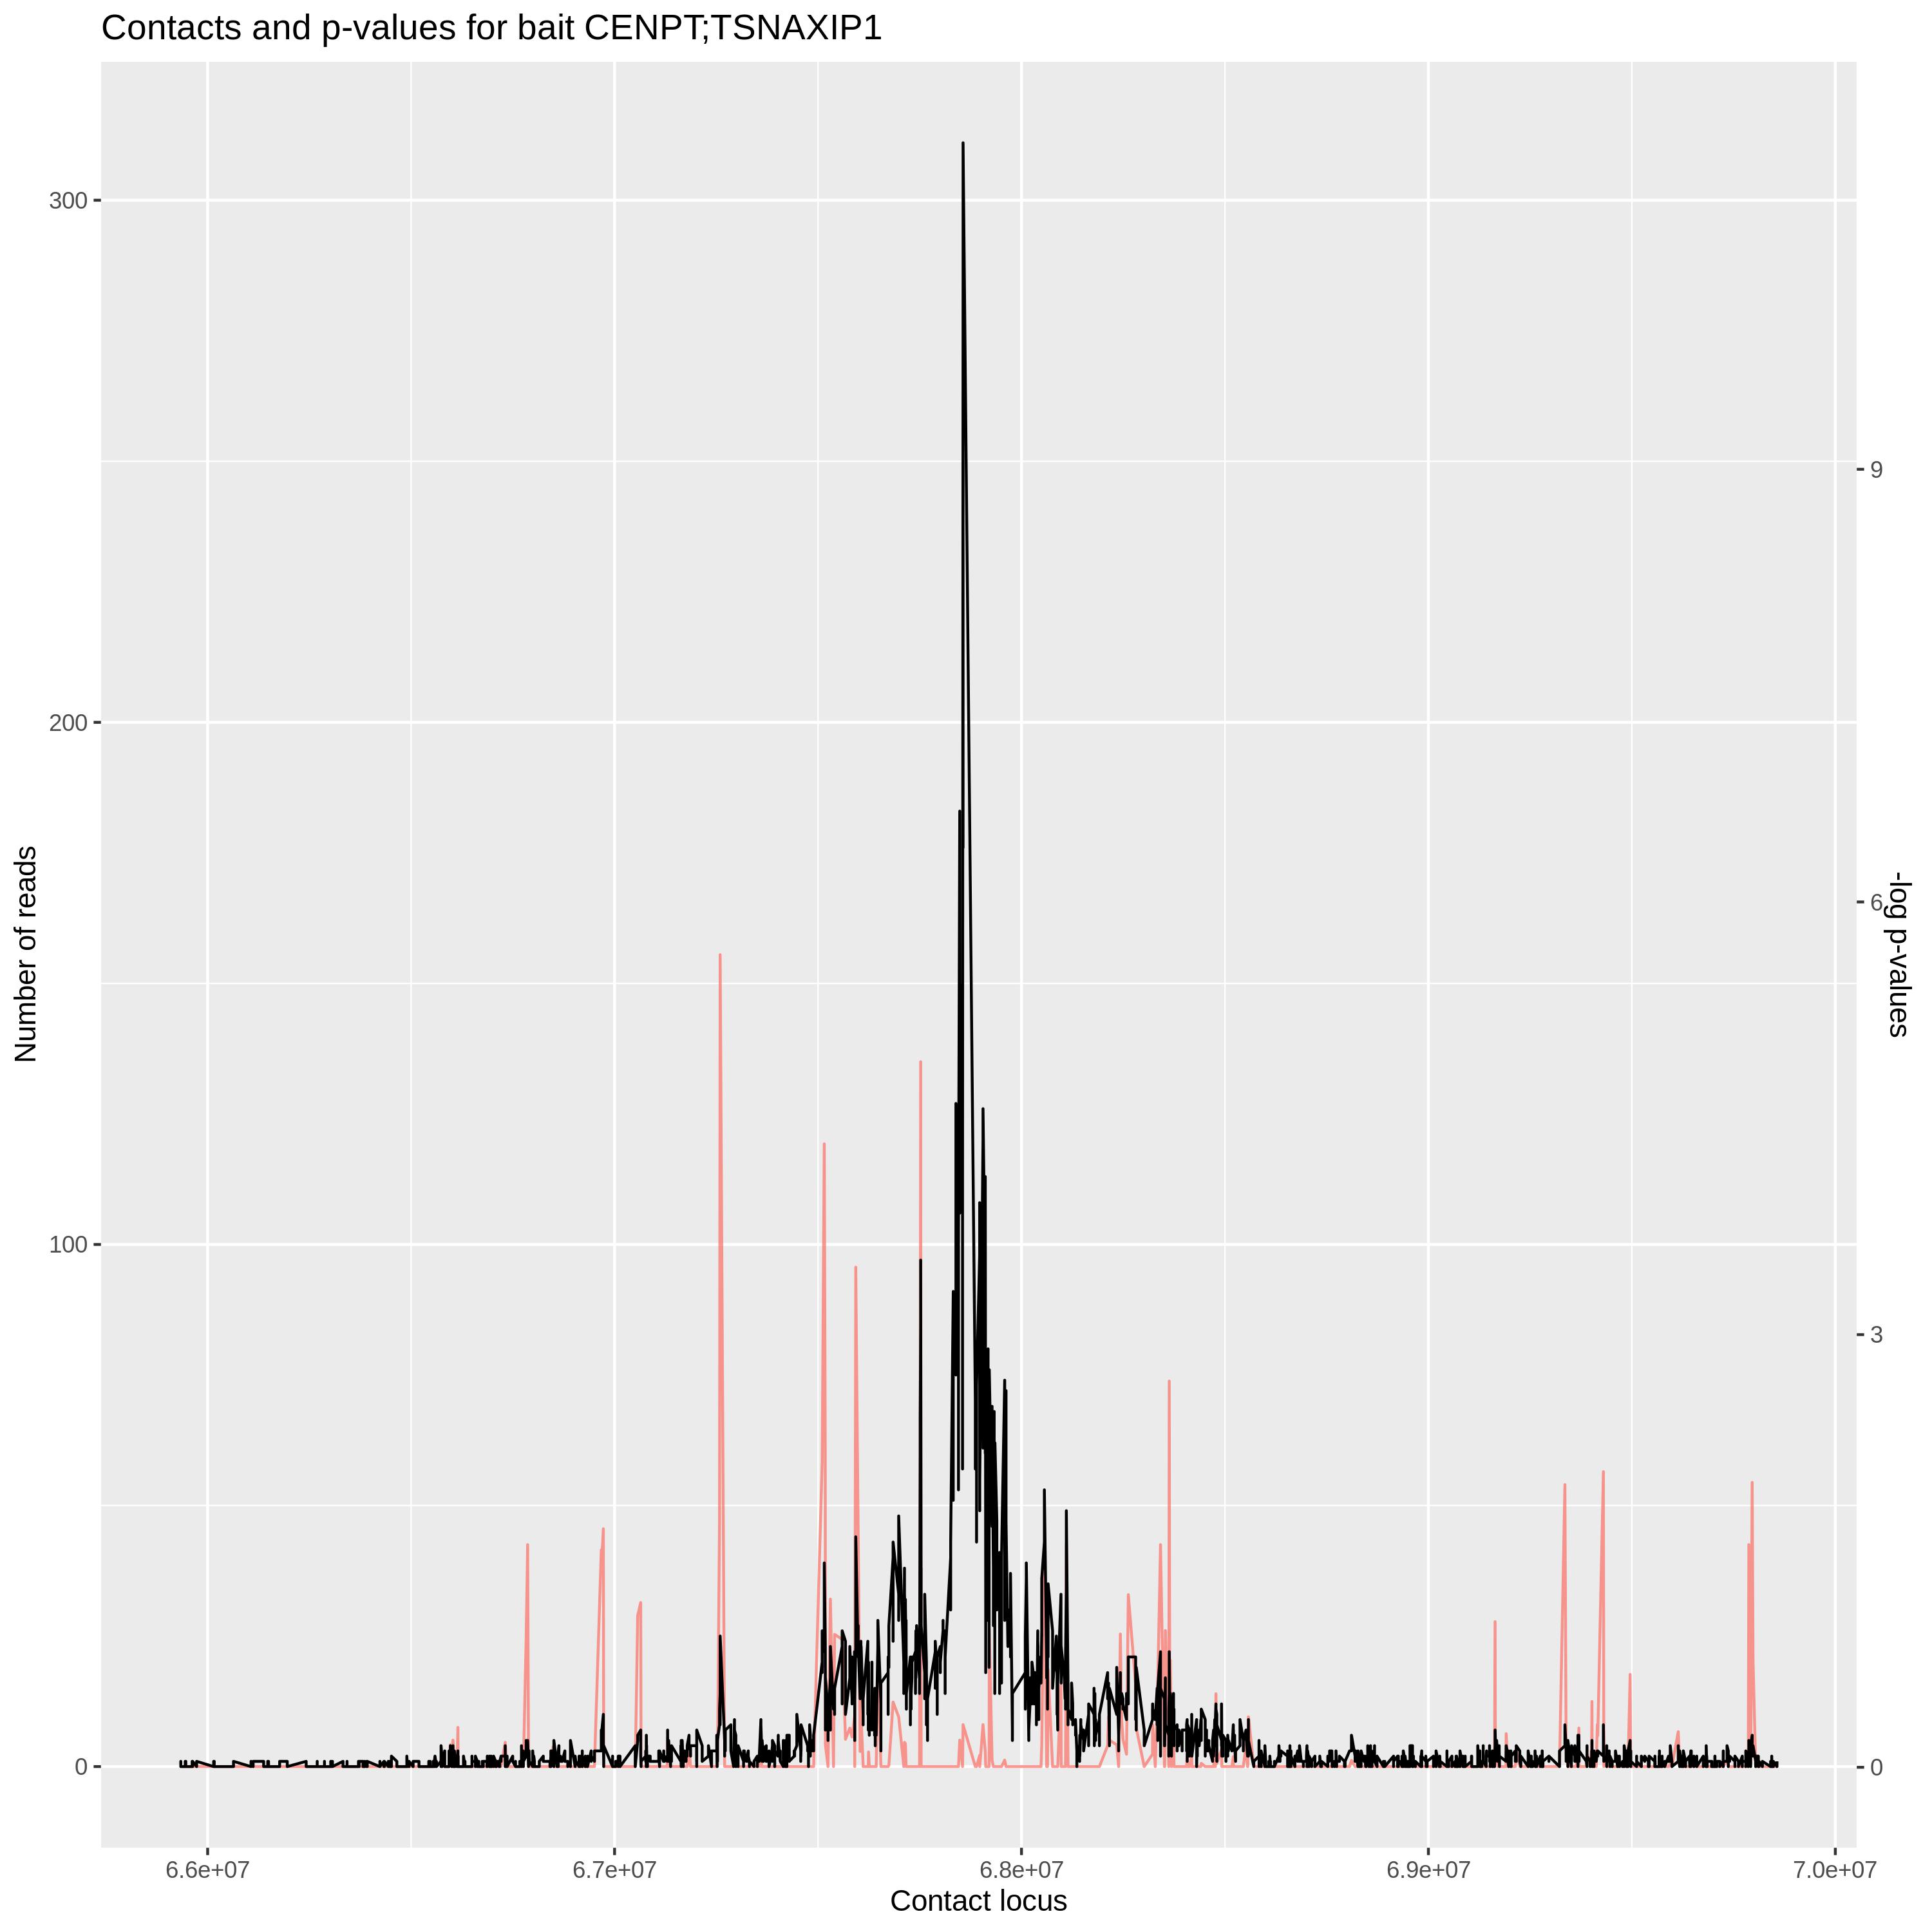 Contacts and p-values for bait CENPT;TSNAXIP1
300
200
100
0
Number of reads
9
6
3
0
-log p-values
6.6e+07
6.7e+07
6.8e+07
6.9e+07
7.0e+07
Contact locus